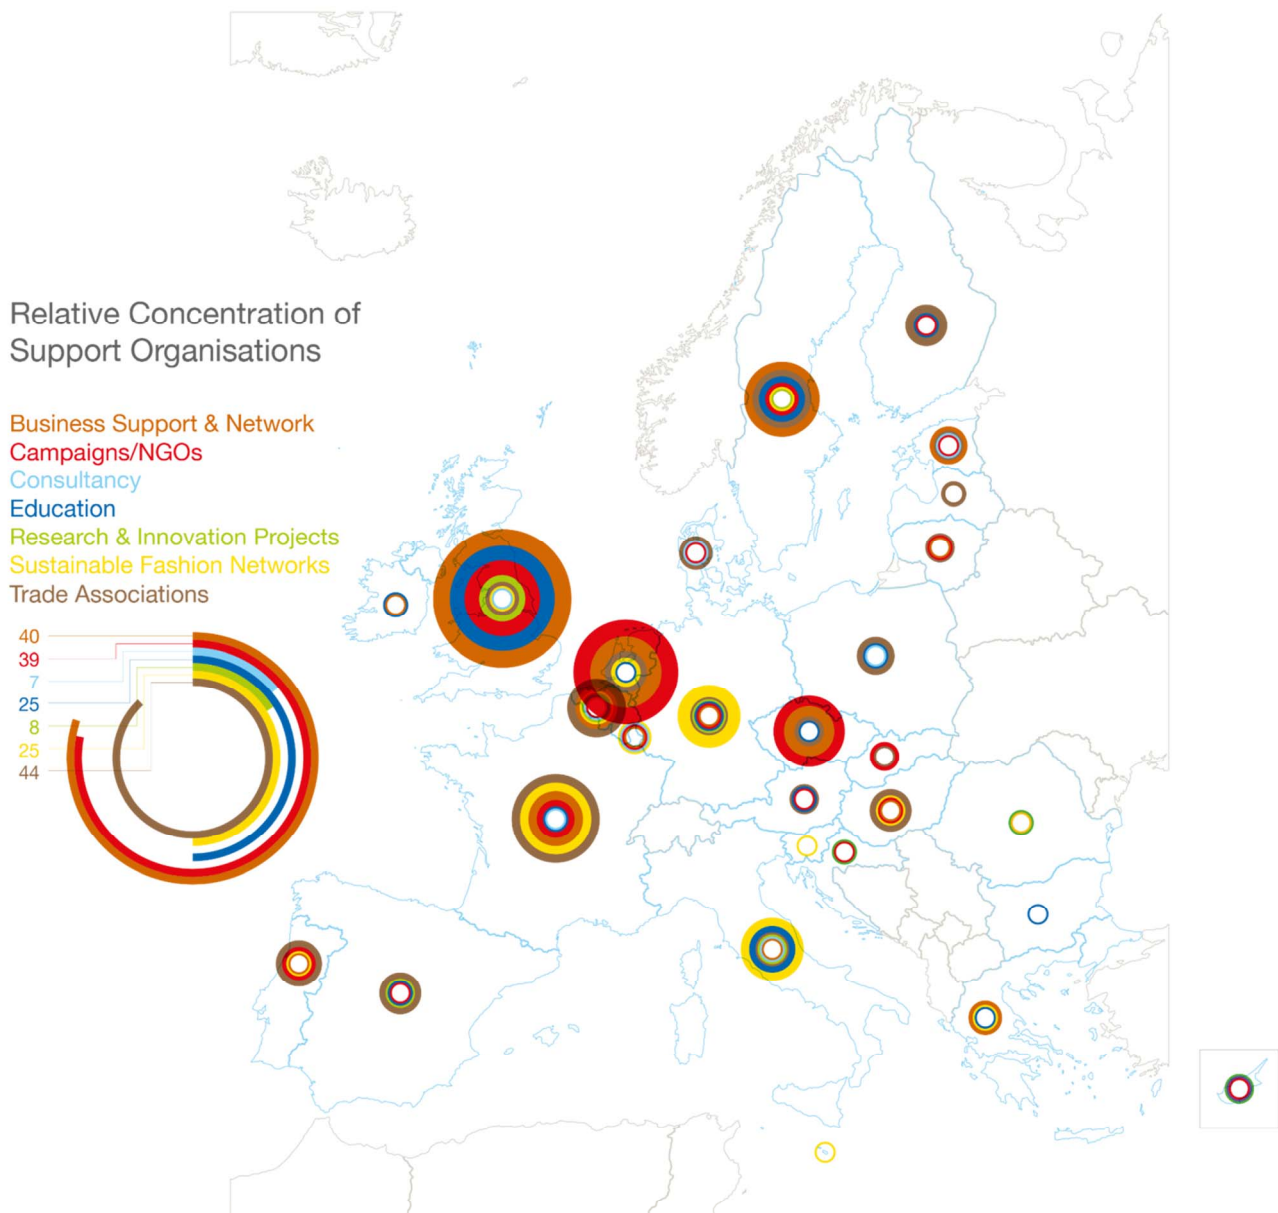 Relative Concentration of
Support Organisations
Business Support & Network
Campaigns/NGOs
Consultancy
Education
Research & Innovation Projects
Sustainable Fashion Networks
Trade Associations
40
39
7
25
8
25
44